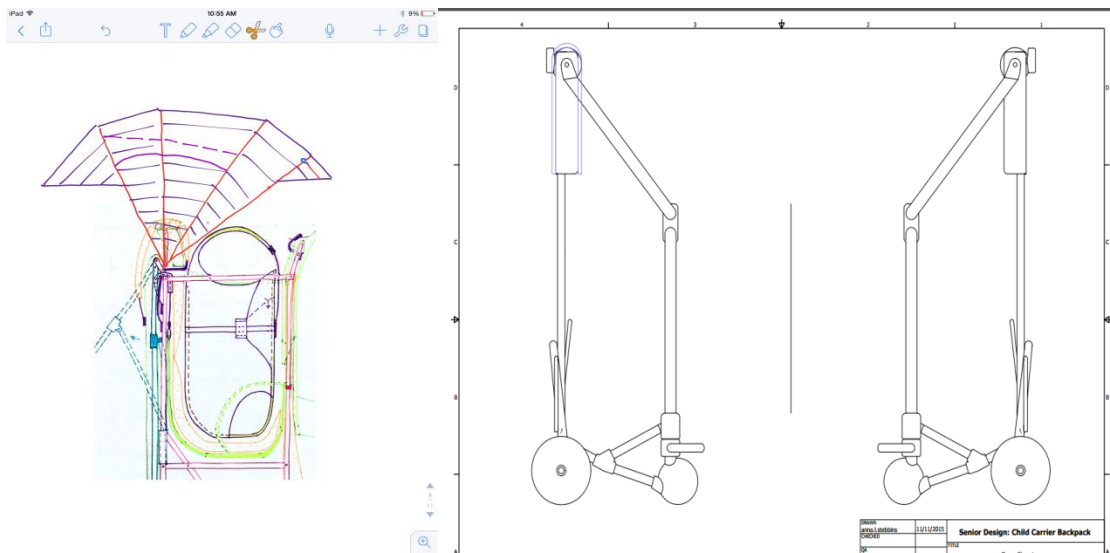 iPad
10:55 AM
9%
T
4
3
2
1
D
D
C
C
B
B
A
DRAWN
anna.l.stebbins
11/11/2015
CHECKED
QA
Senior Design: Child Carrier Backpack
TITLE